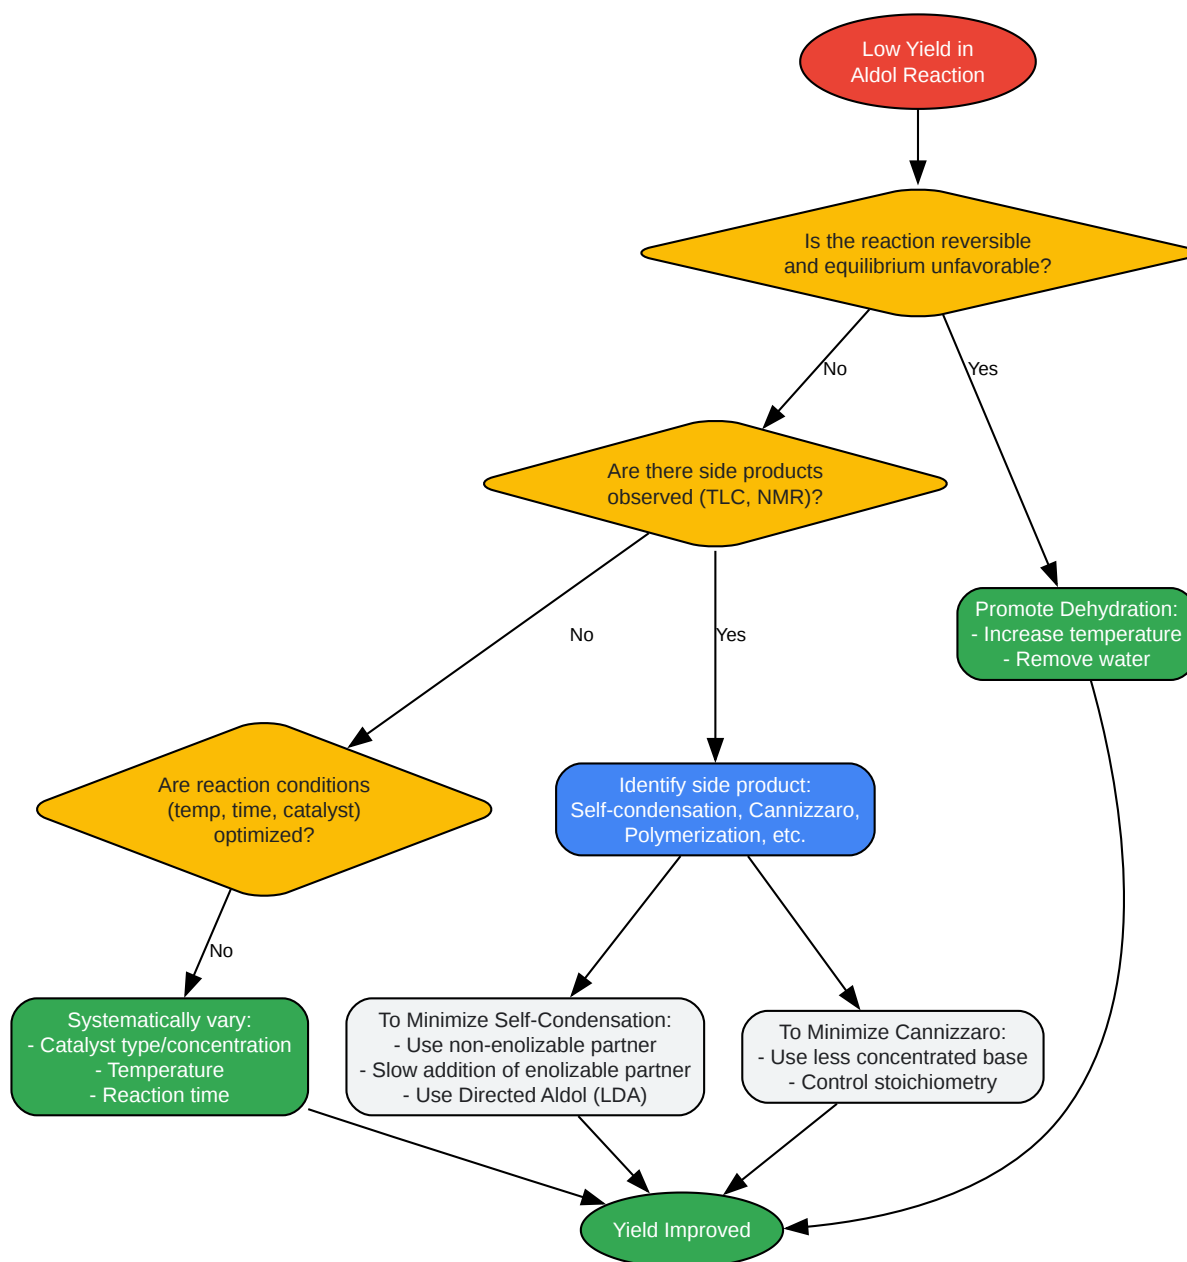 Low Yield in
Aldol Reaction
Is the reaction reversible
and equilibrium unfavorable?
No
Yes
Are there side products
observed (TLC, NMR)?
Promote Dehydration:
- Increase temperature
- Remove water
No
Yes
Are reaction conditions
(temp, time, catalyst)
optimized?
Identify side product:
Self-condensation, Cannizzaro,
Polymerization, etc.
No
Systematically vary:
- Catalyst type/concentration
- Temperature
- Reaction time
To Minimize Self-Condensation:
- Use non-enolizable partner
- Slow addition of enolizable partner
- Use Directed Aldol (LDA)
To Minimize Cannizzaro:
- Use less concentrated base
- Control stoichiometry
Yield Improved